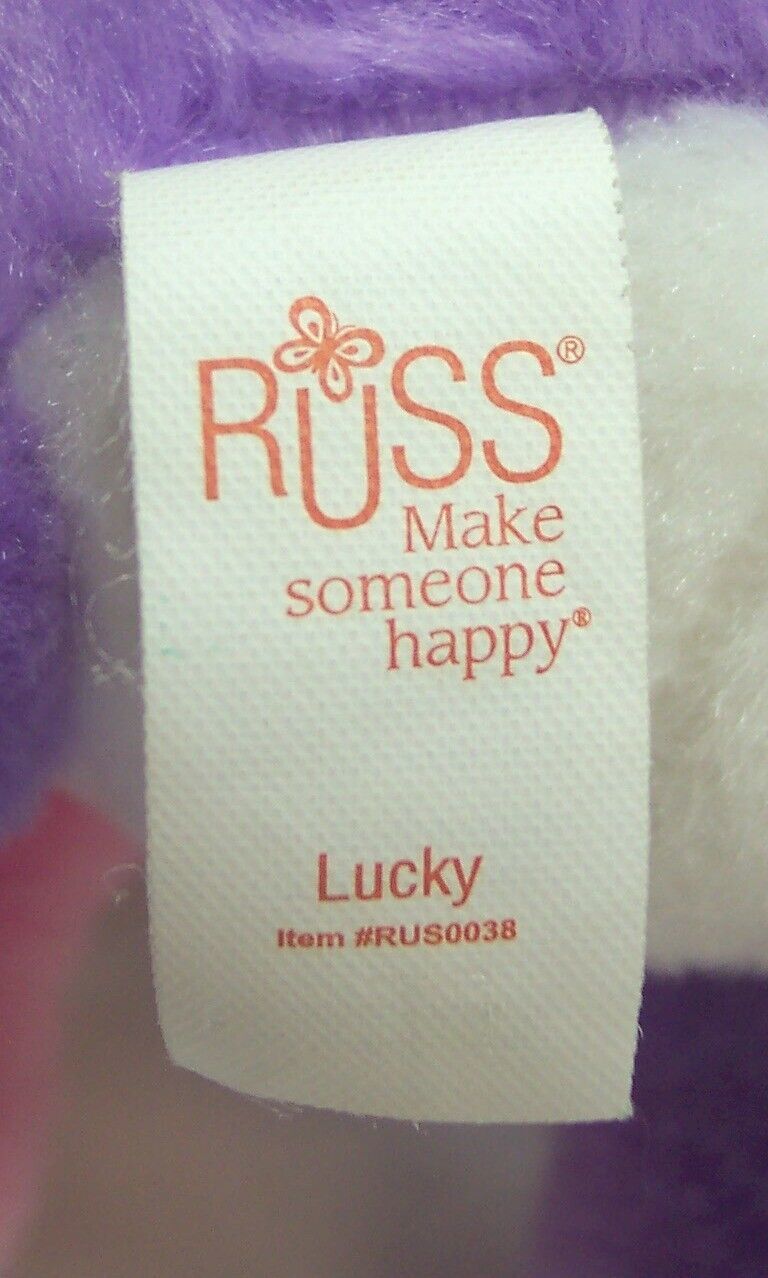 RUSS®
Make
someone
happy®
Lucky
Item #RUS0038